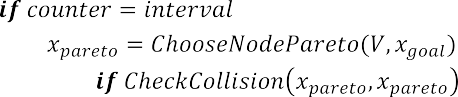 if counter = interval
x_pareto = ChooseNodePareto(V, x_goal)
if CheckCollision(x_pareto, x_pareto)